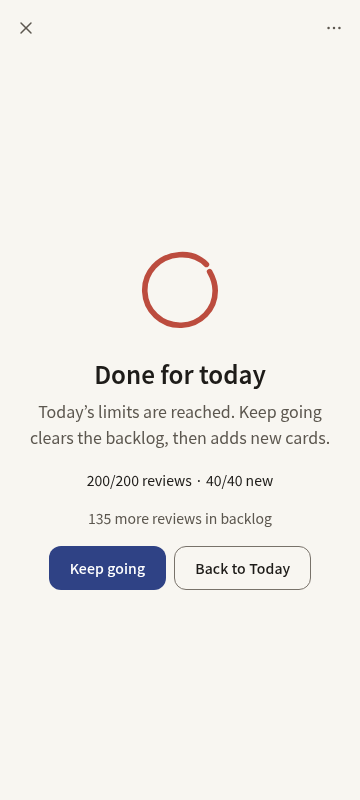 Done for today
Today’s limits are reached. Keep going
clears the backlog, then adds new cards.
200/200 reviews · 40/40 new
135 more reviews in backlog
Keep going
Back to Today